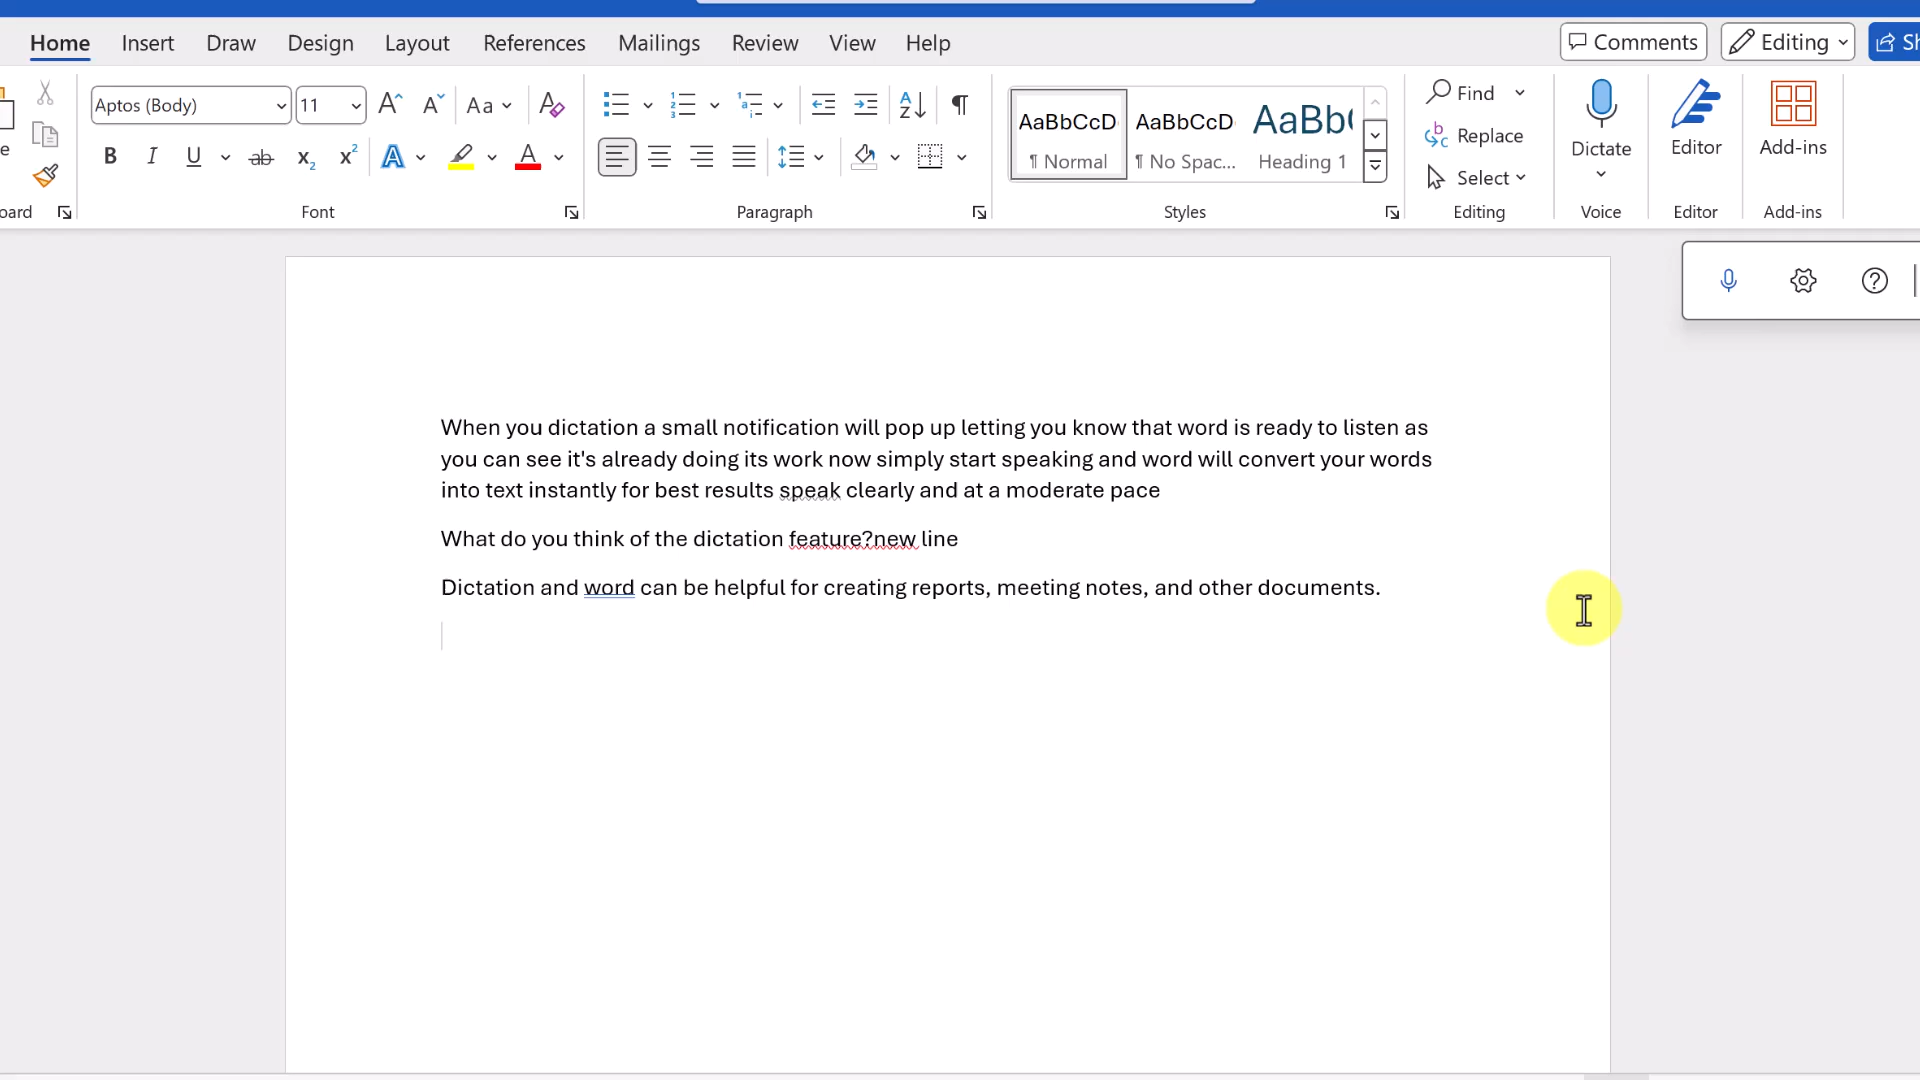 Home Insert Draw Design Layout References Mailings Review View Help Comments Editing
Aptos (Body) 11 Aa Find
AaBbCcD AaBbCcD AaBb
Replace Dictate Editor Add-ins
B I U ab x2 x2 A A ¶ Normal ¶ No Spac... Heading 1 Select
Font Paragraph Styles Editing Voice Editor Add-ins
When you dictation a small notification will pop up letting you know that word is ready to listen as
you can see it's already doing its work now simply start speaking and word will convert your words
into text instantly for best results speak clearly and at a moderate pace
What do you think of the dictation feature?new line
Dictation and word can be helpful for creating reports, meeting notes, and other documents.